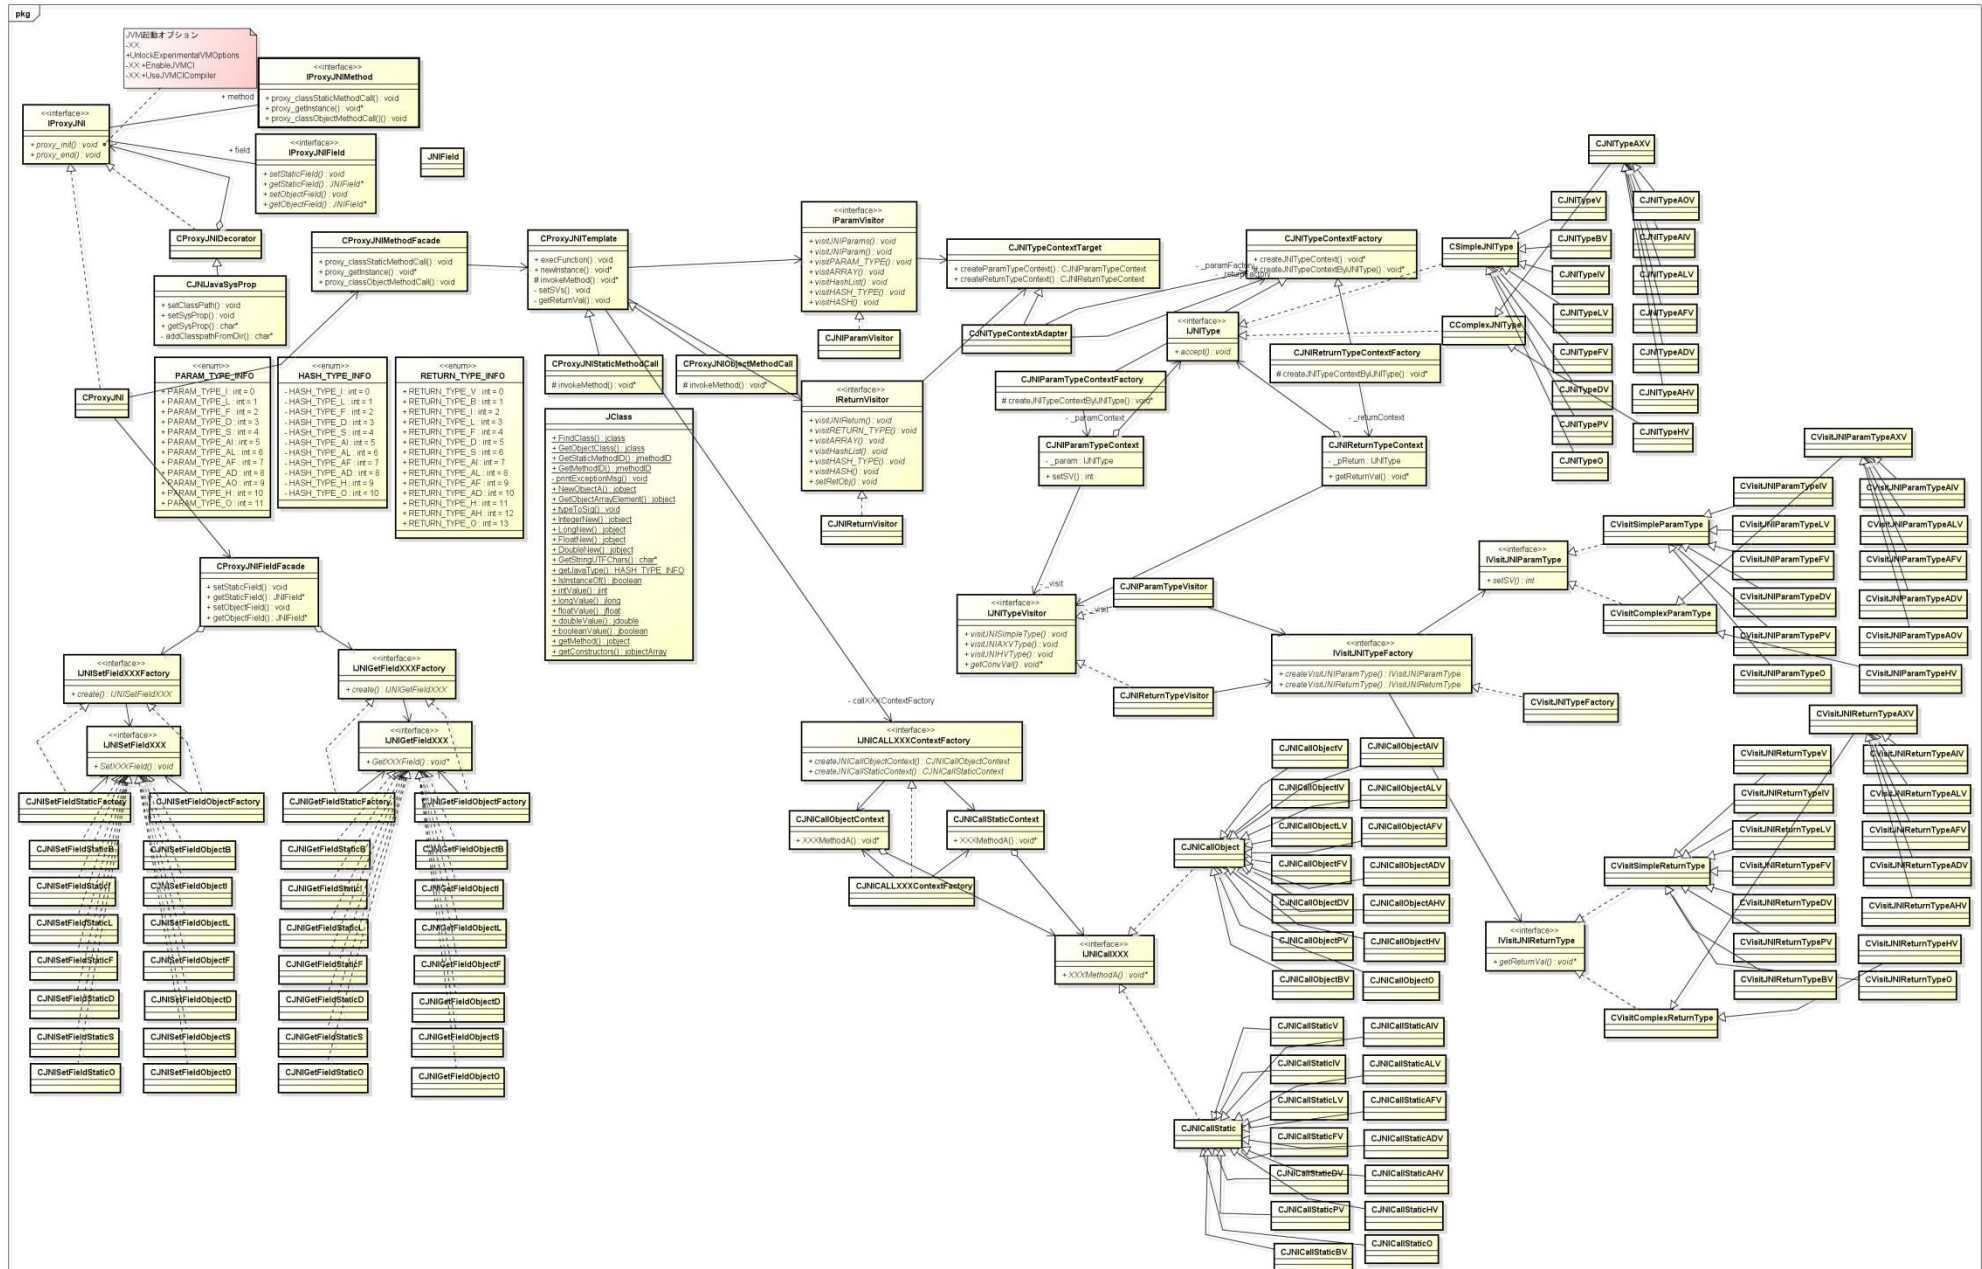 pkg
JVM起動オプション
-XX:
+UnlockExperimentalVMOptions
-XX:+EnableJVMCI
-XX:+UseJVMCICompiler
<<interface>>
IProxyJNIMethod
+ proxy_classStaticMethodCall() : void
+ proxy_getInstance() : void*
+ proxy_classObjectMethodCall()() : void
+ method
<<interface>>
IProxyJNI
+ proxy_init() : void
+ proxy_end() : void
+ field
<<interface>>
IProxyJNIField
+ setStaticField() : void
+ getStaticField() : JNIField*
+ setObjectField() : void
+ getObjectField() : JNIField*
JNIField
CProxyJNIDecorator
CJNIJavaSysProp
+ setClassPath() : void
+ setSysProp() : void
+ getSysProp() : char*
- addClasspathFromDir() : char*
CProxyJNIMethodFacade
+ proxy_classStaticMethodCall() : void
+ proxy_getInstance() : void*
+ proxy_classObjectMethodCall() : void
CProxyJNITemplate
+ execFunction() : void
+ newInstance() : void*
# invokeMethod() : void*
- setSVs() : void
- getReturnVal() : void
<<interface>>
IParamVisitor
+ visitJNIParams() : void
+ visitJNIParam() : void
+ visitPARAM_TYPE() : void
+ visitARRAY() : void
+ visitHashList() : void
+ visitHASH_TYPE() : void
+ visitHASH() : void
CJNIParamVisitor
CJNITypeContextTarget
+ createParamTypeContext() : CJNIParamTypeContext
+ createReturnContext() : CJNIReturnTypeContext
CJNITypeContextAdapter
CJNITypeContextFactory
+ createJNITypeContext() : void*
# createJNITypeContextByIJNIType() : void*
- _paramFactory
- _returnFactory
<<interface>>
IJNIType
+ accept() : void
CSimpleJNIType
CComplexJNIType
CJNITypeAXV
CJNITypeV
CJNITypeBV
CJNITypeIV
CJNITypeLV
CJNITypeFV
CJNITypeDV
CJNITypePV
CJNITypeO
CJNITypeAOV
CJNITypeAIV
CJNITypeALV
CJNITypeAFV
CJNITypeADV
CJNITypeAHV
CJNITypeHV
CJNIParamTypeContextFactory
# createJNITypeContextByIJNIType() : void*
CJNIReturnTypeContextFactory
# createJNITypeContextByIJNIType() : void*
- _paramContext
CJNIParamTypeContext
- _param : IJNIType
+ setSV() : int
- _returnContext
CJNIReturnTypeContext
- _pReturn : IJNIType
+ getReturnVal() : void*
CProxyJNI
<<enum>>
PARAM_TYPE_INFO
+ PARAM_TYPE_I : int = 0
+ PARAM_TYPE_L : int = 1
+ PARAM_TYPE_F : int = 2
+ PARAM_TYPE_D : int = 3
+ PARAM_TYPE_S : int = 4
+ PARAM_TYPE_AI : int = 5
+ PARAM_TYPE_AL : int = 6
+ PARAM_TYPE_AF : int = 7
+ PARAM_TYPE_AD : int = 8
+ PARAM_TYPE_AO : int = 9
+ PARAM_TYPE_H : int = 10
+ PARAM_TYPE_O : int = 11
<<enum>>
HASH_TYPE_INFO
- HASH_TYPE_I : int = 0
- HASH_TYPE_L : int = 1
- HASH_TYPE_F : int = 2
- HASH_TYPE_D : int = 3
- HASH_TYPE_S : int = 4
- HASH_TYPE_AI : int = 5
- HASH_TYPE_AL : int = 6
- HASH_TYPE_AF : int = 7
- HASH_TYPE_AD : int = 8
- HASH_TYPE_H : int = 9
- HASH_TYPE_O : int = 10
<<enum>>
RETURN_TYPE_INFO
+ RETURN_TYPE_V : int = 0
+ RETURN_TYPE_B : int = 1
+ RETURN_TYPE_I : int = 2
+ RETURN_TYPE_L : int = 3
+ RETURN_TYPE_F : int = 4
+ RETURN_TYPE_D : int = 5
+ RETURN_TYPE_S : int = 6
+ RETURN_TYPE_AI : int = 7
+ RETURN_TYPE_AL : int = 8
+ RETURN_TYPE_AF : int = 9
+ RETURN_TYPE_AD : int = 10
+ RETURN_TYPE_H : int = 11
+ RETURN_TYPE_AH : int = 12
+ RETURN_TYPE_O : int = 13
CProxyJNIStaticMethodCall
# invokeMethod() : void*
CProxyJNIObjectMethodCall
# invokeMethod() : void*
JClass
+ FindClass() : jclass
+ GetObjectClass() : jclass
+ GetStaticMethodID() : jmethodID
+ GetMethodID() : jmethodID
- printExceptionMsg() : void
+ NewObjectA() : jobject
+ GetObjectArrayElement() : jobject
+ typeToSig() : void
+ IntegerNew() : jobject
+ LongNew() : jobject
+ FloatNew() : jobject
+ DoubleNew() : jobject
+ GetStringUTFChars() : char*
+ getJavaType() : HASH_TYPE_INFO
+ IsInstanceOf() : jboolean
+ intValue() : jint
+ longValue() : jlong
+ floatValue() : jfloat
+ doubleValue() : jdouble
+ booleanValue() : jboolean
+ getMethod() : jobject
+ getConstructors() : jobjectArray
<<interface>>
IReturnVisitor
+ visitJNIReturn() : void
+ visitRETURN_TYPE() : void
+ visitARRAY() : void
+ visitHashList() : void
+ visitHASH_TYPE() : void
+ visitHASH() : void
+ setRetObj() : void
CJNIReturnVisitor
CProxyJNIFieldFacade
+ setStaticField() : void
+ getStaticField() : JNIField*
+ setObjectField() : void
+ getObjectField() : JNIField*
<<interface>>
IJNISetFieldXXXFactory
+ create() : IJNISetFieldXXX
<<interface>>
IJNIGetFieldXXXFactory
+ create() : IJNIGetFieldXXX
<<interface>>
IJNISetFieldXXX
+ SetXXXField() : void
<<interface>>
IJNIGetFieldXXX
+ GetXXXField() : void*
CJNISetFieldStaticFactory
CJNISetFieldObjectFactory
CJNIGetFieldStaticFactory
CJNIGetFieldObjectFactory
CJNISetFieldStaticB
CJNISetFieldObjectB
CJNIGetFieldStaticB
CJNIGetFieldObjectB
CJNISetFieldStaticI
CJNISetFieldObjectI
CJNIGetFieldStaticI
CJNIGetFieldObjectI
CJNISetFieldStaticL
CJNISetFieldObjectL
CJNIGetFieldStaticL
CJNIGetFieldObjectL
CJNISetFieldStaticF
CJNISetFieldObjectF
CJNIGetFieldStaticF
CJNIGetFieldObjectF
CJNISetFieldStaticD
CJNISetFieldObjectD
CJNIGetFieldStaticD
CJNIGetFieldObjectD
CJNISetFieldStaticS
CJNISetFieldObjectS
CJNIGetFieldStaticS
CJNIGetFieldObjectS
CJNISetFieldStaticO
CJNISetFieldObjectO
CJNIGetFieldStaticO
CJNIGetFieldObjectO
- _visit
- _visit
<<interface>>
IJNITypeVisitor
+ visitJNISimpleType() : void
+ visitJNIAXVType() : void
+ visitJNIHVType() : void
+ getConvVal() : void*
CJNIParamTypeVisitor
CJNIReturnTypeVisitor
<<interface>>
IVisitJNITypeFactory
+ createVisitJNIParamType() : IVisitJNIParamType
+ createVisitJNIReturnType() : IVisitJNIReturnType
CVisitJNITypeFactory
<<interface>>
IVisitJNIParamType
+ setSV() : int
CVisitSimpleParamType
CVisitComplexParamType
CVisitJNIParamTypeAXV
CVisitJNIParamTypeIV
CVisitJNIParamTypeLV
CVisitJNIParamTypeFV
CVisitJNIParamTypeDV
CVisitJNIParamTypePV
CVisitJNIParamTypeO
CVisitJNIParamTypeAIV
CVisitJNIParamTypeALV
CVisitJNIParamTypeAFV
CVisitJNIParamTypeADV
CVisitJNIParamTypeAOV
CVisitJNIParamTypeHV
- callXXXContextFactory
<<interface>>
IJNICALLXXXContextFactory
+ createJNICallObjectContext() : CJNICallObjectContext
+ createJNICallStaticContext() : CJNICallStaticContext
CJNICallObjectContext
+ XXXMethodA() : void*
CJNICallStaticContext
+ XXXMethodA() : void*
CJNICALLXXXContextFactory
<<interface>>
IJNICallXXX
+ XXXMethodA() : void*
CJNICallObject
CJNICallObjectV
CJNICallObjectIV
CJNICallObjectLV
CJNICallObjectFV
CJNICallObjectDV
CJNICallObjectPV
CJNICallObjectBV
CJNICallObjectAIV
CJNICallObjectALV
CJNICallObjectAFV
CJNICallObjectADV
CJNICallObjectAHV
CJNICallObjectHV
CJNICallObjectO
CJNICallStatic
CJNICallStaticV
CJNICallStaticIV
CJNICallStaticLV
CJNICallStaticFV
CJNICallStaticDV
CJNICallStaticPV
CJNICallStaticBV
CJNICallStaticAIV
CJNICallStaticALV
CJNICallStaticAFV
CJNICallStaticADV
CJNICallStaticAHV
CJNICallStaticHV
CJNICallStaticO
<<interface>>
IVisitJNIReturnType
+ getReturnVal() : void*
CVisitSimpleReturnType
CVisitComplexReturnType
CVisitJNIReturnTypeAXV
CVisitJNIReturnTypeV
CVisitJNIReturnTypeIV
CVisitJNIReturnTypeLV
CVisitJNIReturnTypeFV
CVisitJNIReturnTypeDV
CVisitJNIReturnTypePV
CVisitJNIReturnTypeBV
CVisitJNIReturnTypeAIV
CVisitJNIReturnTypeALV
CVisitJNIReturnTypeAFV
CVisitJNIReturnTypeADV
CVisitJNIReturnTypeAHV
CVisitJNIReturnTypeHV
CVisitJNIReturnTypeO